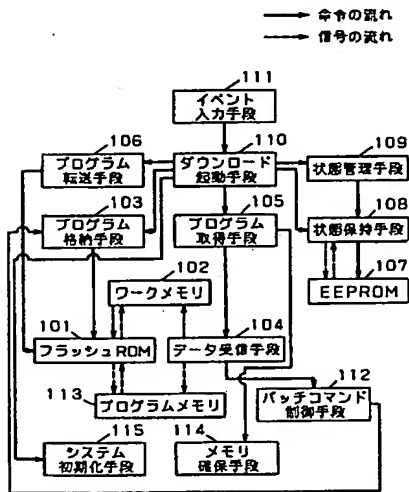 命令の流れ
信号の流れ
111
イベント
入力手段
106
110
109
プログラム
転送手段
ダウンロード
起動手段
状態管理手段
103
105
108
プログラム
格納手段
プログラム
取得手段
状態保持手段
102
107
ワークメモリ
EEPROM
101
104
フラッシュROM
データ受信手段
112
113
プログラムメモリ
バッチコマンド
制御手段
115
114
システム
初期化手段
メモリ
確保手段